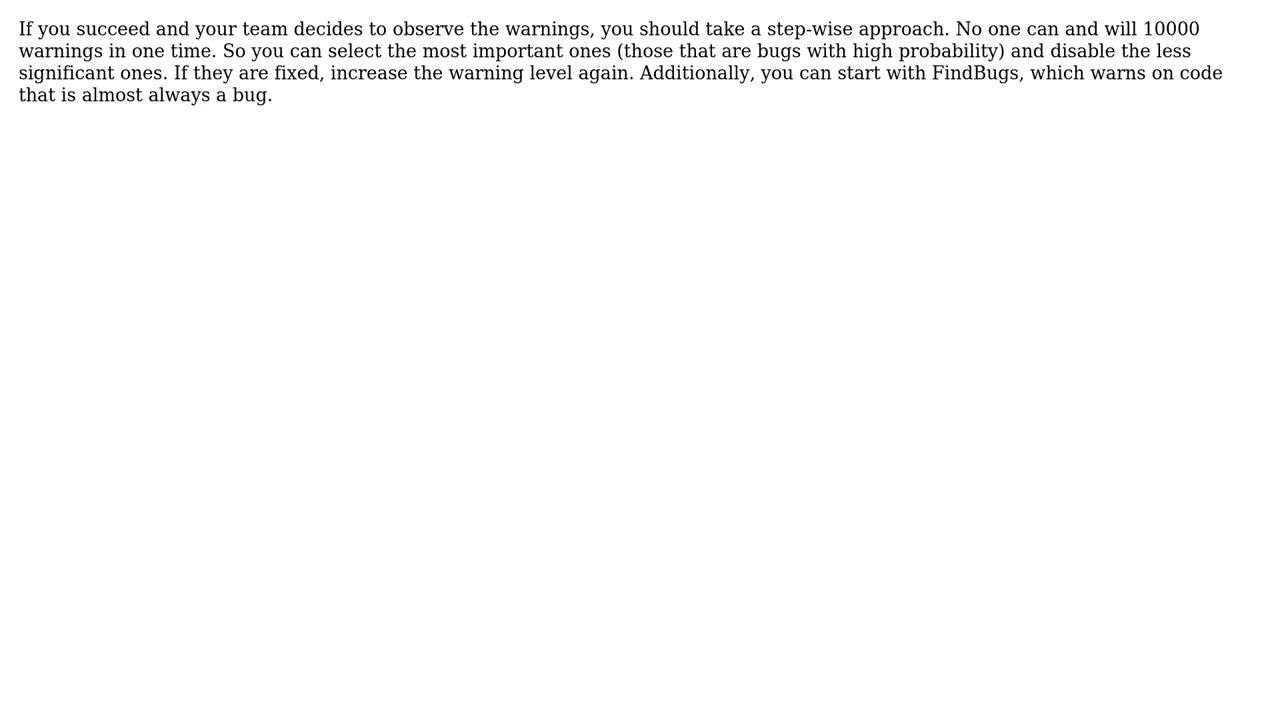 If you succeed and your team decides to observe the warnings, you should take a step-wise approach. No one can and will 10000
warnings in one time. So you can select the most important ones (those that are bugs with high probability) and disable the less
significant ones. If they are fixed, increase the warning level again. Additionally, you can start with FindBugs, which warns on code
that is almost always a bug.